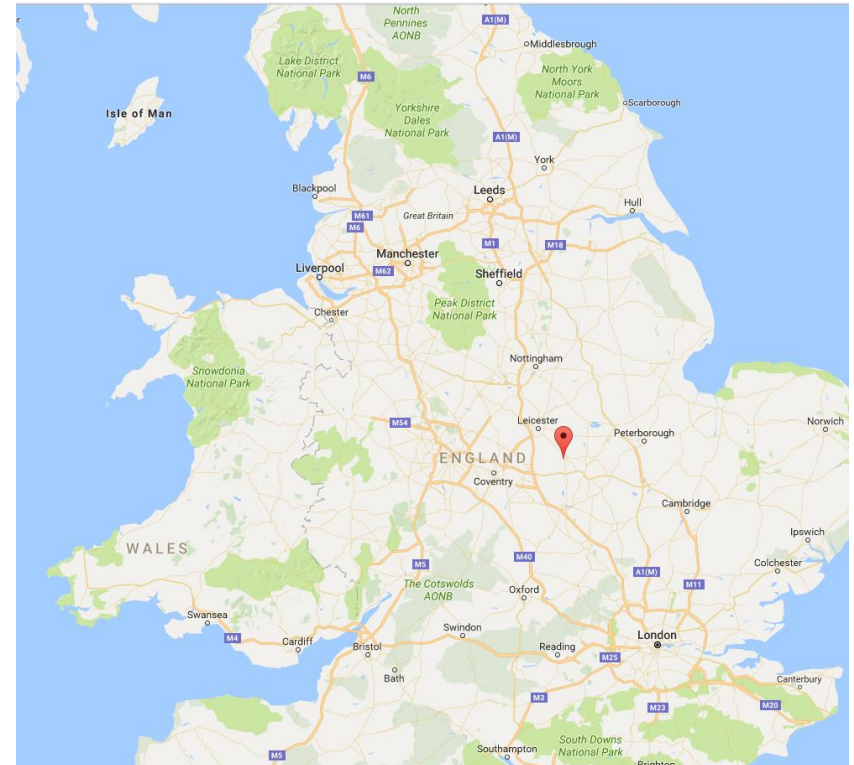 North
Pennines
AONB
A1(M)
Middlesbrough
Lake District
National Park
M6
North York
Moors
National Park
Isle of Man
Yorkshire
Dales
National Park
Scarborough
A1(M)
York
Blackpool
Leeds
Hull
M61
M6
Great Britain
M1
M18
Manchester
Liverpool
M62
Sheffield
Chester
Peak District
National Park
Nottingham
Snowdonia
National Park
M54
Leicester
Peterborough
Norwich
ENGLAND
Coventry
Cambridge
Ipswich
WALES
M40
M5
Colchester
The Cotswolds
AONB
A1(M)
M11
Oxford
Swansea
M4
Cardiff
Bristol
Swindon
Reading
London
M25
Bath
Canterbury
M3
M23
M20
M5
Southampton
South Downs
National Park
Brighton